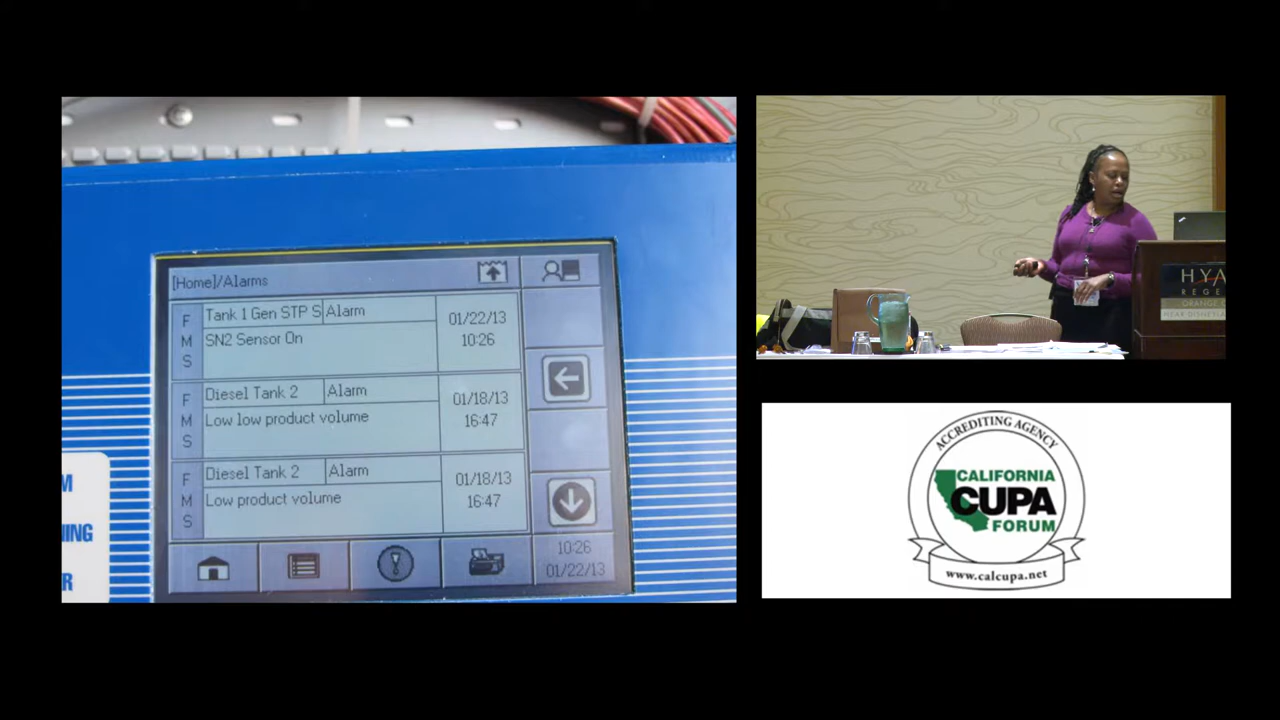 [Home]/Alarms
F
M
S
Tank 1 Gen STP S
Alarm
SN2 Sensor On
01/22/13
10:26
F
M
S
Diesel Tank 2
Alarm
Low low product volume
01/18/13
16:47
F
M
S
Diesel Tank 2
Alarm
Low product volume
01/18/13
16:47
10:26
01/22/13
M
NING
R
HYA
REGE
ORANGE C
NEAR DISNEYLA
ACCREDITING AGENCY
CALIFORNIA
CUPA
FORUM
www.calcupa.net